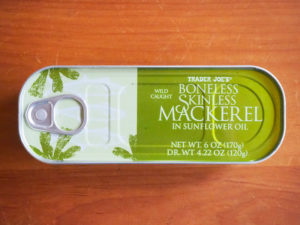 TRADER JOE'S
WILD CAUGHT
BONELESS
SKINLESS
MACKEREL
IN SUNFLOWER OIL
NET WT. 6 OZ (170g)
DR. WT. 4.22 OZ (120g)